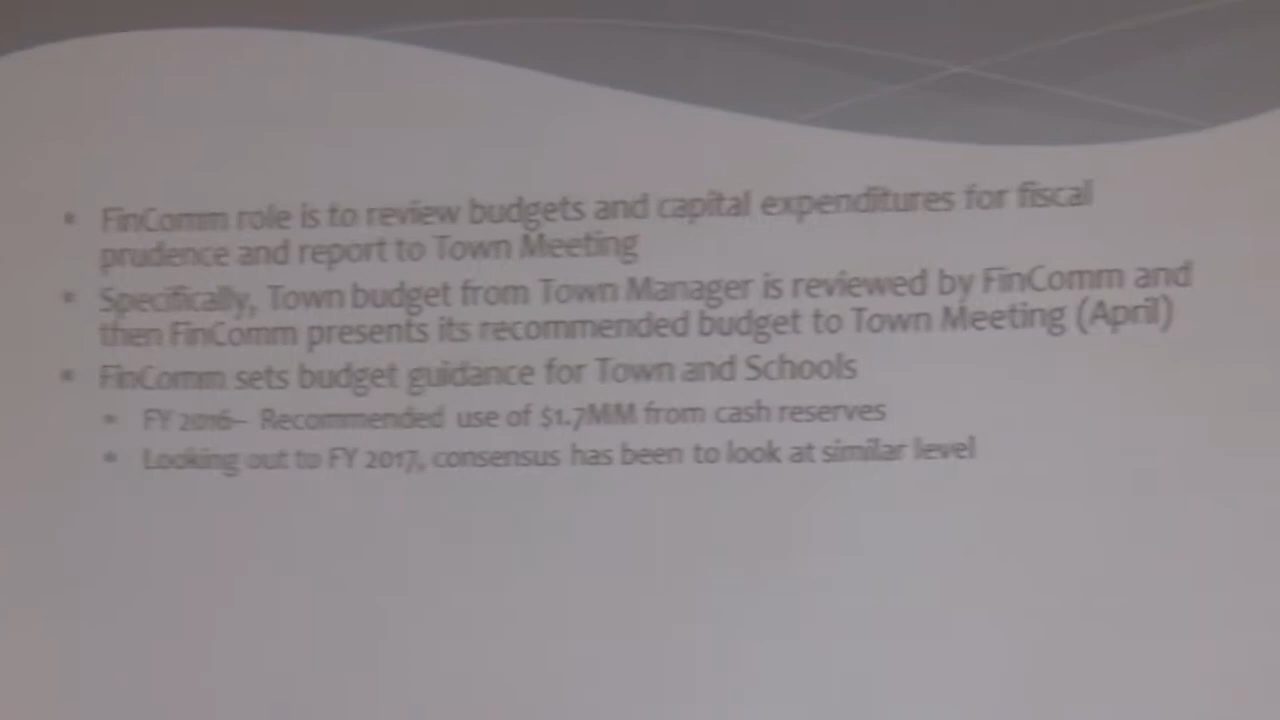 • FinComm role is to review budgets and capital expenditures for fiscal
prudence and report to Town Meeting
• Specifically, Town budget from Town Manager is reviewed by FinComm and
then FinComm presents its recommended budget to Town Meeting (April)
• FinComm sets budget guidance for Town and Schools
• FY 2016– Recommended use of $1.7MM from cash reserves
• Looking out to FY 2017, consensus has been to look at similar level